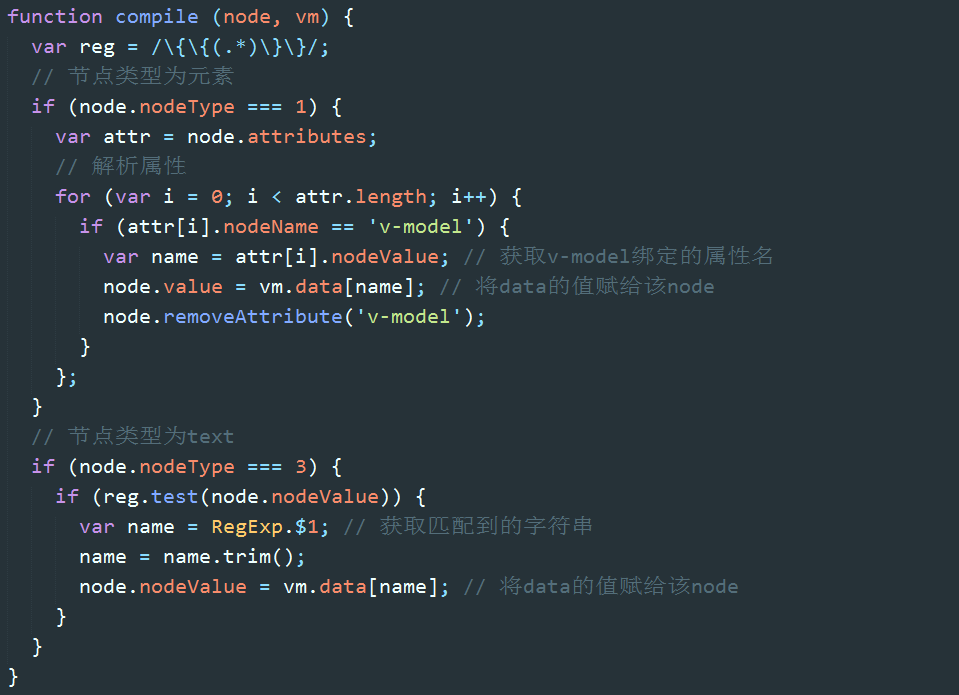 function compile (node, vm) {
  var reg = /\{\{(.*)\}\}/;
  // 节点类型为元素
  if (node.nodeType === 1) {
    var attr = node.attributes;
    // 解析属性
    for (var i = 0; i < attr.length; i++) {
      if (attr[i].nodeName == 'v-model') {
        var name = attr[i].nodeValue; // 获取v-model绑定的属性名
        node.value = vm.data[name]; // 将data的值赋给该node
        node.removeAttribute('v-model');
      }
    };
  }
  // 节点类型为text
  if (node.nodeType === 3) {
    if (reg.test(node.nodeValue)) {
      var name = RegExp.$1; // 获取匹配到的字符串
      name = name.trim();
      node.nodeValue = vm.data[name]; // 将data的值赋给该node
    }
  }
}